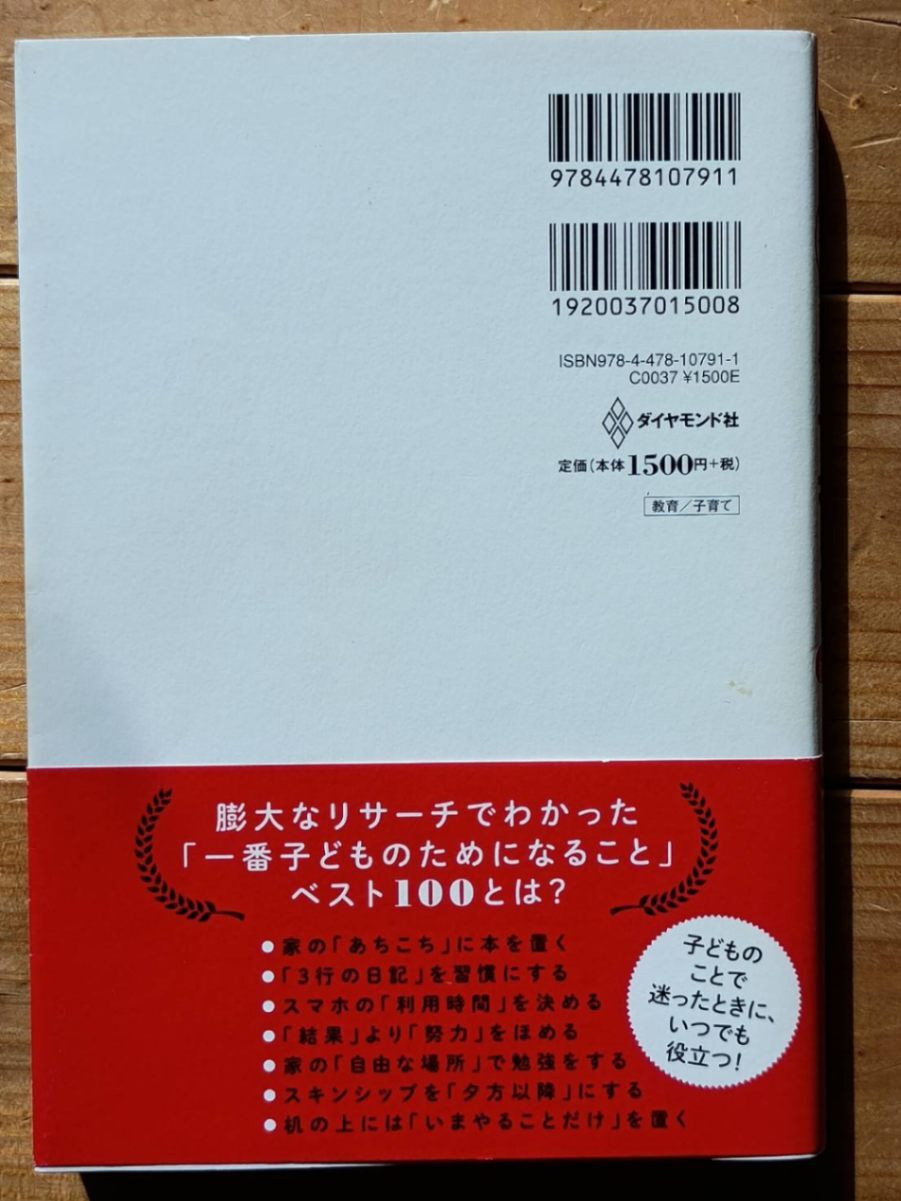 9784478107911
1920037015008
ISBN978-4-478-10791-1
C0037 ¥1500E
ダイヤモンド社
定価(本体1500円+税)
教育/子育て
膨大なリサーチでわかった
「一番子どものためになること」
ベスト100とは?
●家の「あちこち」に本を置く
●「3行の日記」を習慣にする
●スマホの「利用時間」を決める
●「結果」より「努力」をほめる
●家の「自由な場所」で勉強をする
●スキンシップを「夕方以降」にする
●机の上には「いまやることだけ」を置く
子どもの
ことで
迷ったときに、
いつでも
役立つ!